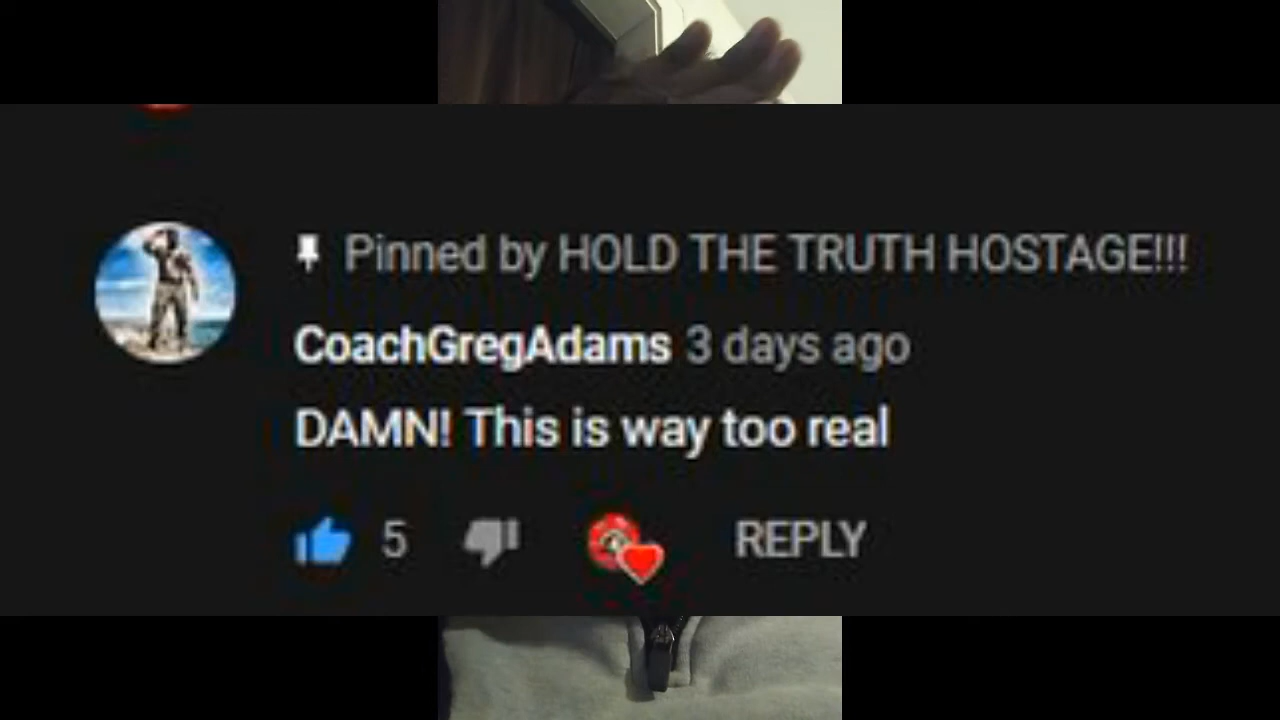 Pinned by HOLD THE TRUTH HOSTAGE!!!
CoachGregAdams 3 days ago
DAMN! This is way too real
5 REPLY